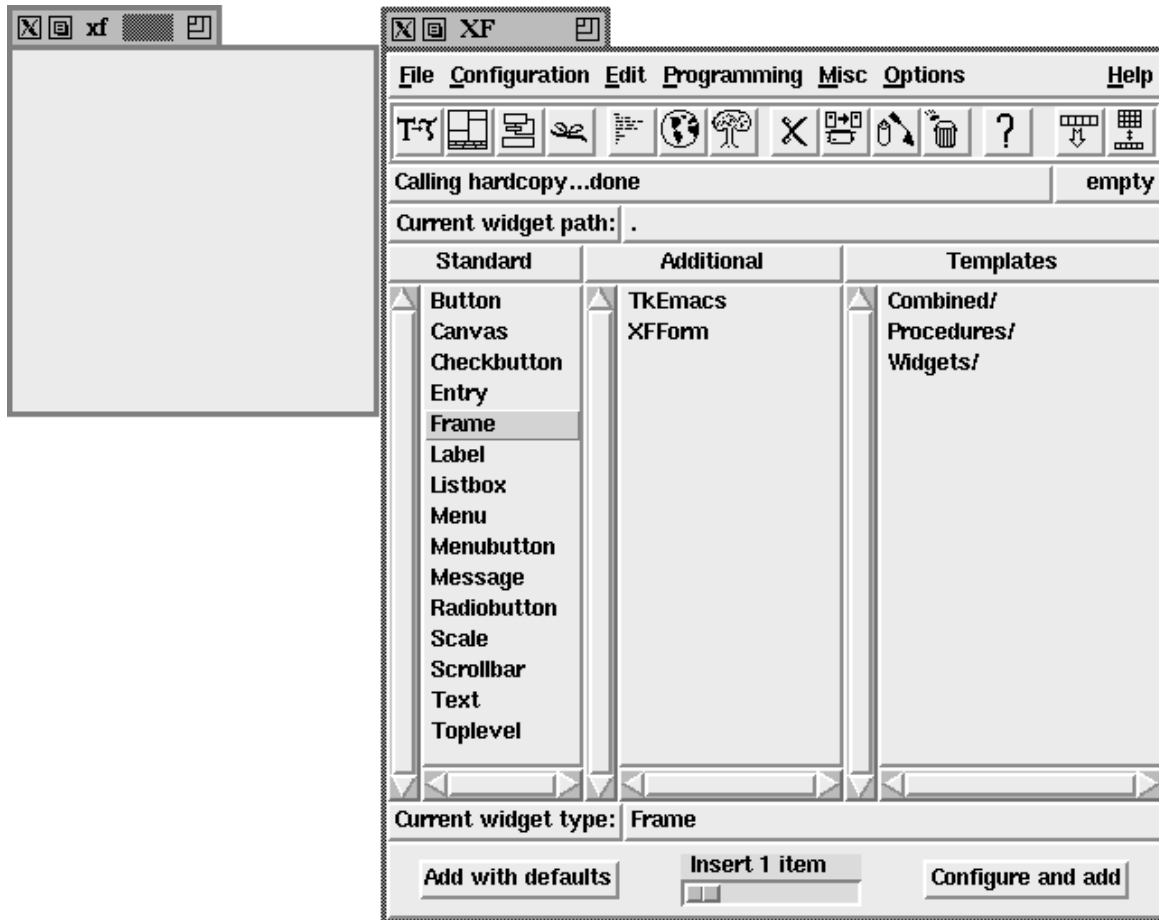 xf
XF
File Configuration Edit Programming Misc Options Help
T
?
Calling hardcopy...done empty
Current widget path: .
Standard Additional Templates
Button TkEmacs Combined/
Canvas XFForm Procedures/
Checkbutton Widgets/
Entry
Frame
Label
Listbox
Menu
Menubutton
Message
Radiobutton
Scale
Scrollbar
Text
Toplevel
Current widget type: Frame
Add with defaults Insert 1 item Configure and add